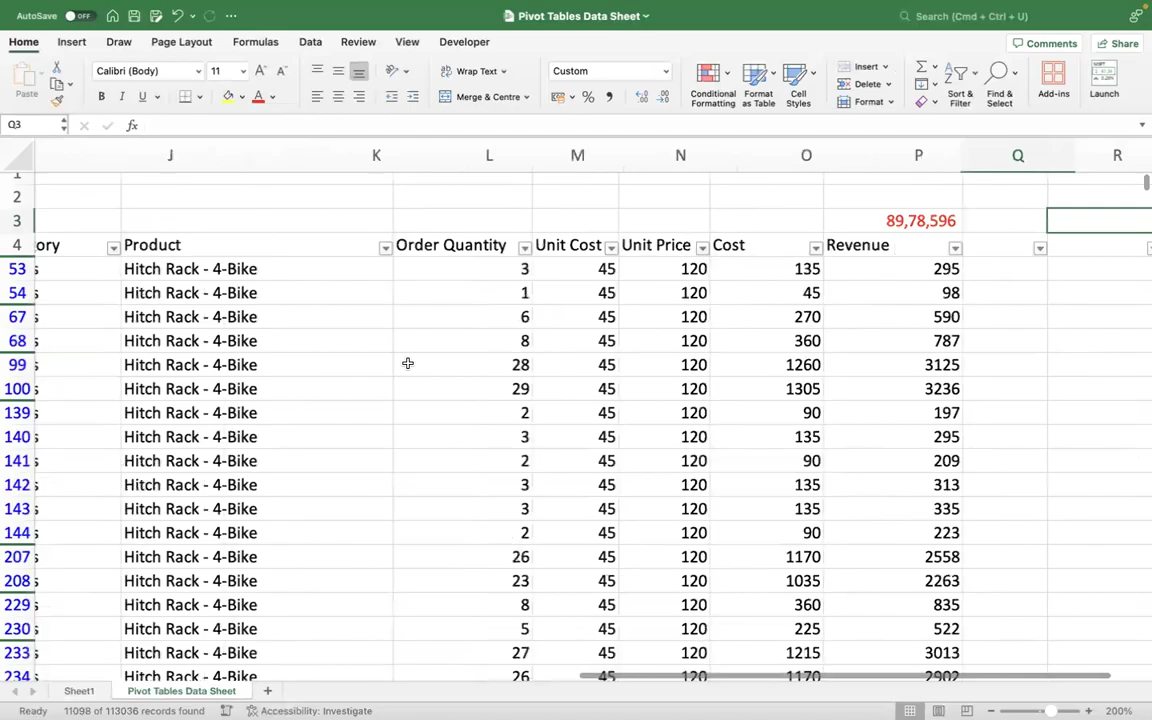 AutoSave OFF Pivot Tables Data Sheet Search (Cmd + Ctrl + U)
Home Insert Draw Page Layout Formulas Data Review View Developer Comments Share
Paste Calibri (Body) 11 A A Wrap Text Custom Insert
B I U A Merge & Centre % Conditional Formatting Format as Table Cell Styles Delete Format Sort & Filter Find & Select Add-ins Launch
Q3 fx
J K L M N O P Q R
1
2
3 89,78,596
4 ory Product Order Quantity Unit Cost Unit Price Cost Revenue
53 s Hitch Rack - 4-Bike 3 45 120 135 295
54 s Hitch Rack - 4-Bike 1 45 120 45 98
67 s Hitch Rack - 4-Bike 6 45 120 270 590
68 s Hitch Rack - 4-Bike 8 45 120 360 787
99 s Hitch Rack - 4-Bike 28 45 120 1260 3125
100 s Hitch Rack - 4-Bike 29 45 120 1305 3236
139 s Hitch Rack - 4-Bike 2 45 120 90 197
140 s Hitch Rack - 4-Bike 3 45 120 135 295
141 s Hitch Rack - 4-Bike 2 45 120 90 209
142 s Hitch Rack - 4-Bike 3 45 120 135 313
143 s Hitch Rack - 4-Bike 3 45 120 135 335
144 s Hitch Rack - 4-Bike 2 45 120 90 223
207 s Hitch Rack - 4-Bike 26 45 120 1170 2558
208 s Hitch Rack - 4-Bike 23 45 120 1035 2263
229 s Hitch Rack - 4-Bike 8 45 120 360 835
230 s Hitch Rack - 4-Bike 5 45 120 225 522
233 s Hitch Rack - 4-Bike 27 45 120 1215 3013
234 s Hitch Rack - 4-Bike 26 45 120 1170 2902
Sheet1 Pivot Tables Data Sheet +
Ready 11098 of 113036 records found Accessibility: Investigate 200%